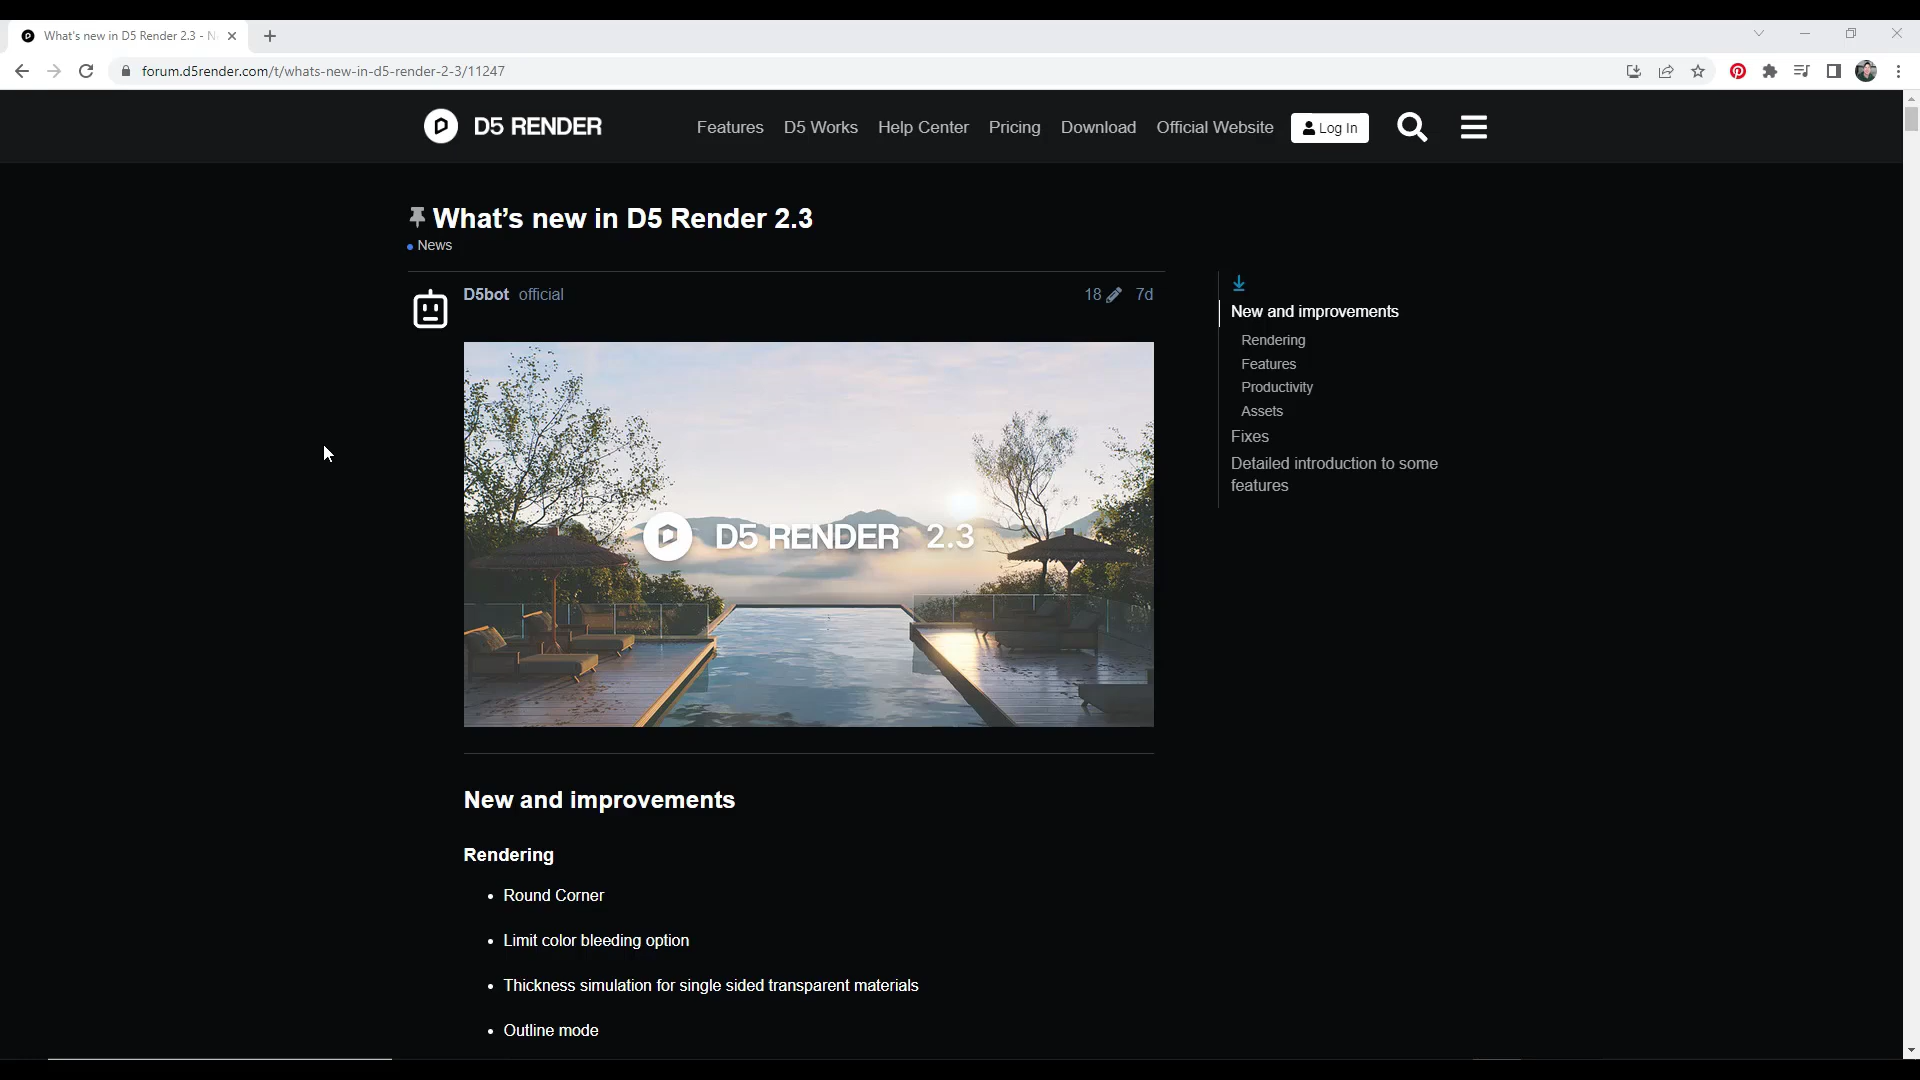 What's new in D5 Render 2.3 - N
forum.d5render.com/t/whats-new-in-d5-render-2-3/11247
D5 RENDER
Features D5 Works Help Center Pricing Download Official Website Log In
What's new in D5 Render 2.3
News
D5bot official 18 7d
D5 RENDER 2.3
New and improvements
Rendering
Features
Productivity
Assets
Fixes
Detailed introduction to some
features
New and improvements
Rendering
• Round Corner
• Limit color bleeding option
• Thickness simulation for single sided transparent materials
• Outline mode